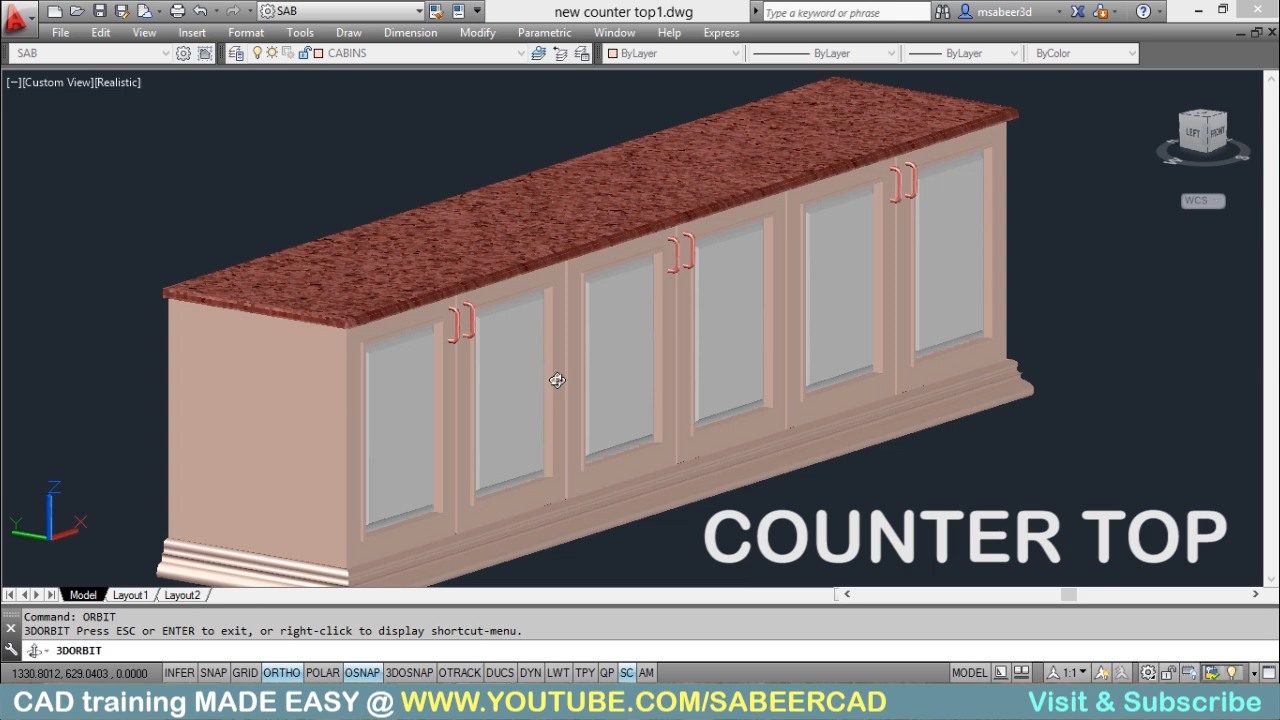 SAB
new counter top1.dwg
Type a keyword or phrase
msabeer3d
File Edit View Insert Format Tools Draw Dimension Modify Parametric Window Help Express
SAB
CABINS
ByLayer
ByLayer
ByLayer
ByColor
[−][Custom View][Realistic]
LEFT
FRONT
WCS
Z
Y
X
COUNTER TOP
Model Layout1 Layout2
Command: ORBIT
3DORBIT Press ESC or ENTER to exit, or right-click to display shortcut-menu.
3DORBIT
1330.8012, 629.0403, 0.0000 INFER SNAP GRID ORTHO POLAR OSNAP 3DOSNAP OTRACK DUCS DYN LWT TPY QP SC AM MODEL 1:1
CAD training MADE EASY @ WWW.YOUTUBE.COM/SABEERCAD Visit & Subscribe